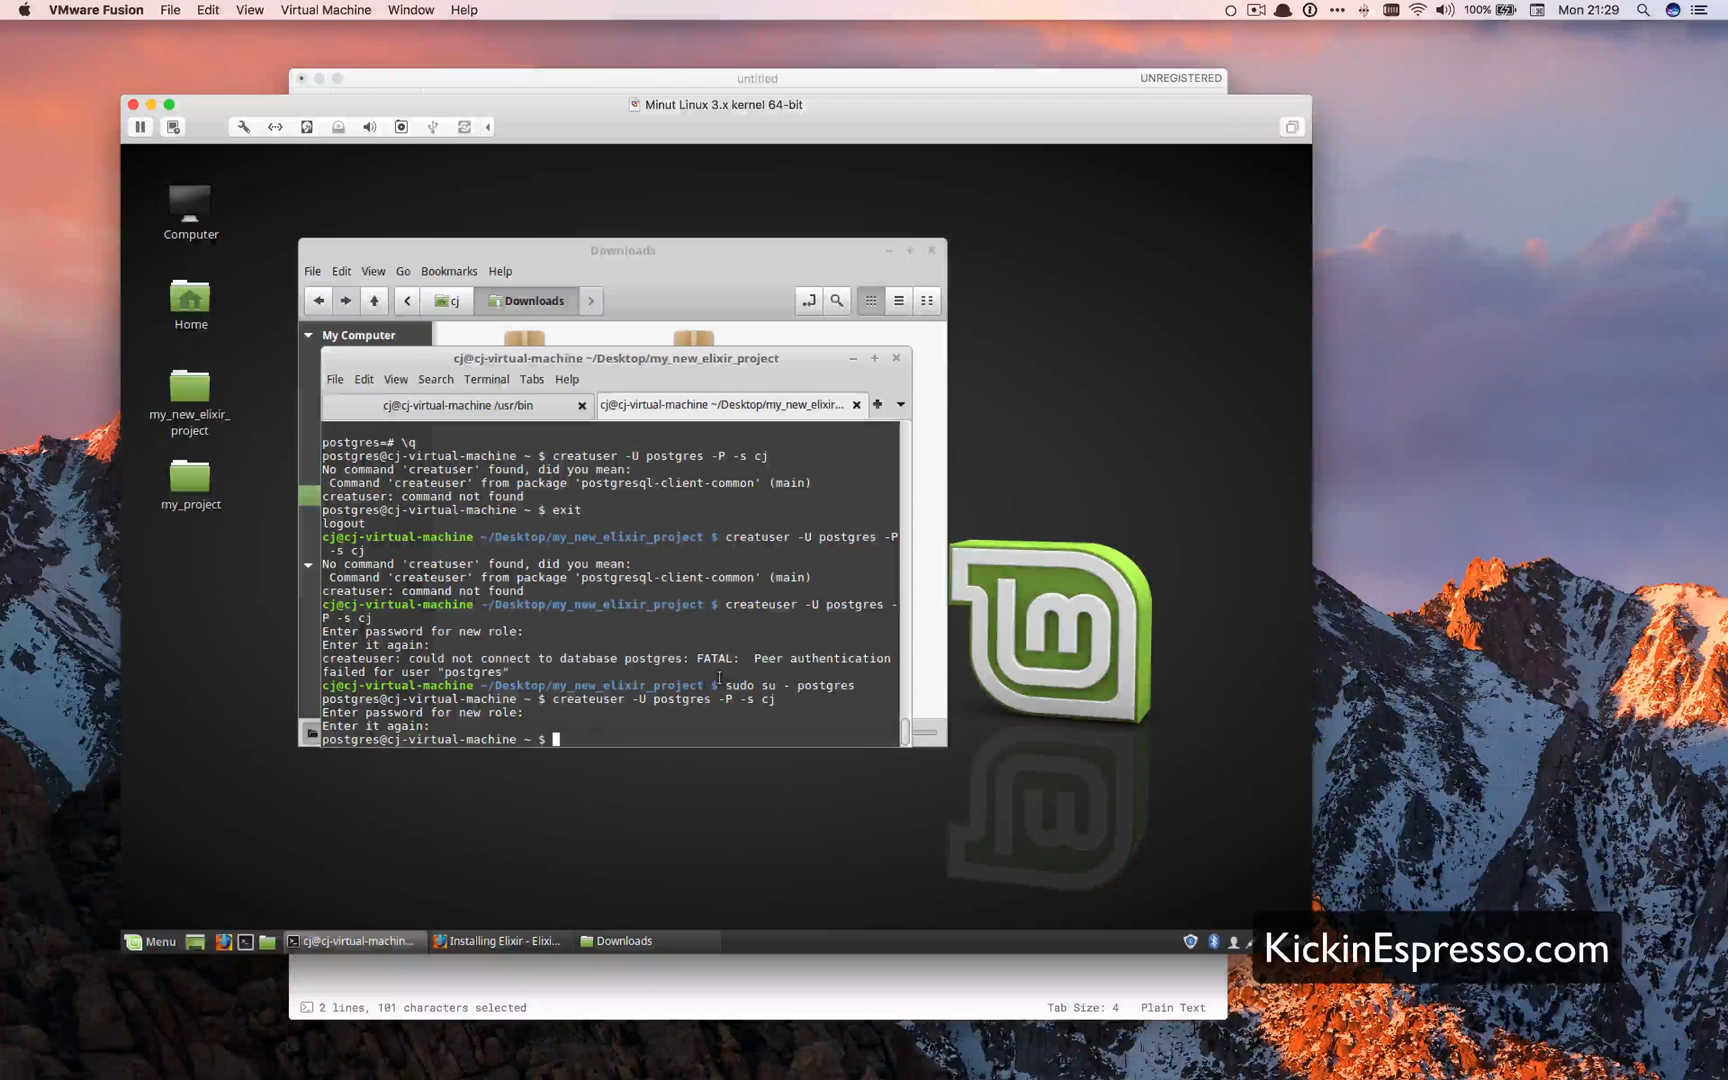 VMware Fusion File Edit View Virtual Machine Window Help 100% Mon 21:29
untitled UNREGISTERED
Minut Linux 3.x kernel 64-bit
Computer
Home
my_new_elixir_
project
my_project
Downloads
File Edit View Go Bookmarks Help
cj Downloads
My Computer
cj@cj-virtual-machine ~/Desktop/my_new_elixir_project
File Edit View Search Terminal Tabs Help
cj@cj-virtual-machine /usr/bin cj@cj-virtual-machine ~/Desktop/my_new_elixir...
postgres=# \q
postgres@cj-virtual-machine ~ $ creatuser -U postgres -P -s cj
No command 'creatuser' found, did you mean:
 Command 'createuser' from package 'postgresql-client-common' (main)
creatuser: command not found
postgres@cj-virtual-machine ~ $ exit
logout
cj@cj-virtual-machine ~/Desktop/my_new_elixir_project $ creatuser -U postgres -P
 -s cj
No command 'creatuser' found, did you mean:
 Command 'createuser' from package 'postgresql-client-common' (main)
creatuser: command not found
cj@cj-virtual-machine ~/Desktop/my_new_elixir_project $ createuser -U postgres -
P -s cj
Enter password for new role:
Enter it again:
createuser: could not connect to database postgres: FATAL:  Peer authentication
failed for user "postgres"
cj@cj-virtual-machine ~/Desktop/my_new_elixir_project $ sudo su - postgres
postgres@cj-virtual-machine ~ $ createuser -U postgres -P -s cj
Enter password for new role:
Enter it again:
postgres@cj-virtual-machine ~ $
Menu cj@cj-virtual-machin... Installing Elixir - Elixi... Downloads
KickinEspresso.com
2 lines, 101 characters selected Tab Size: 4 Plain Text